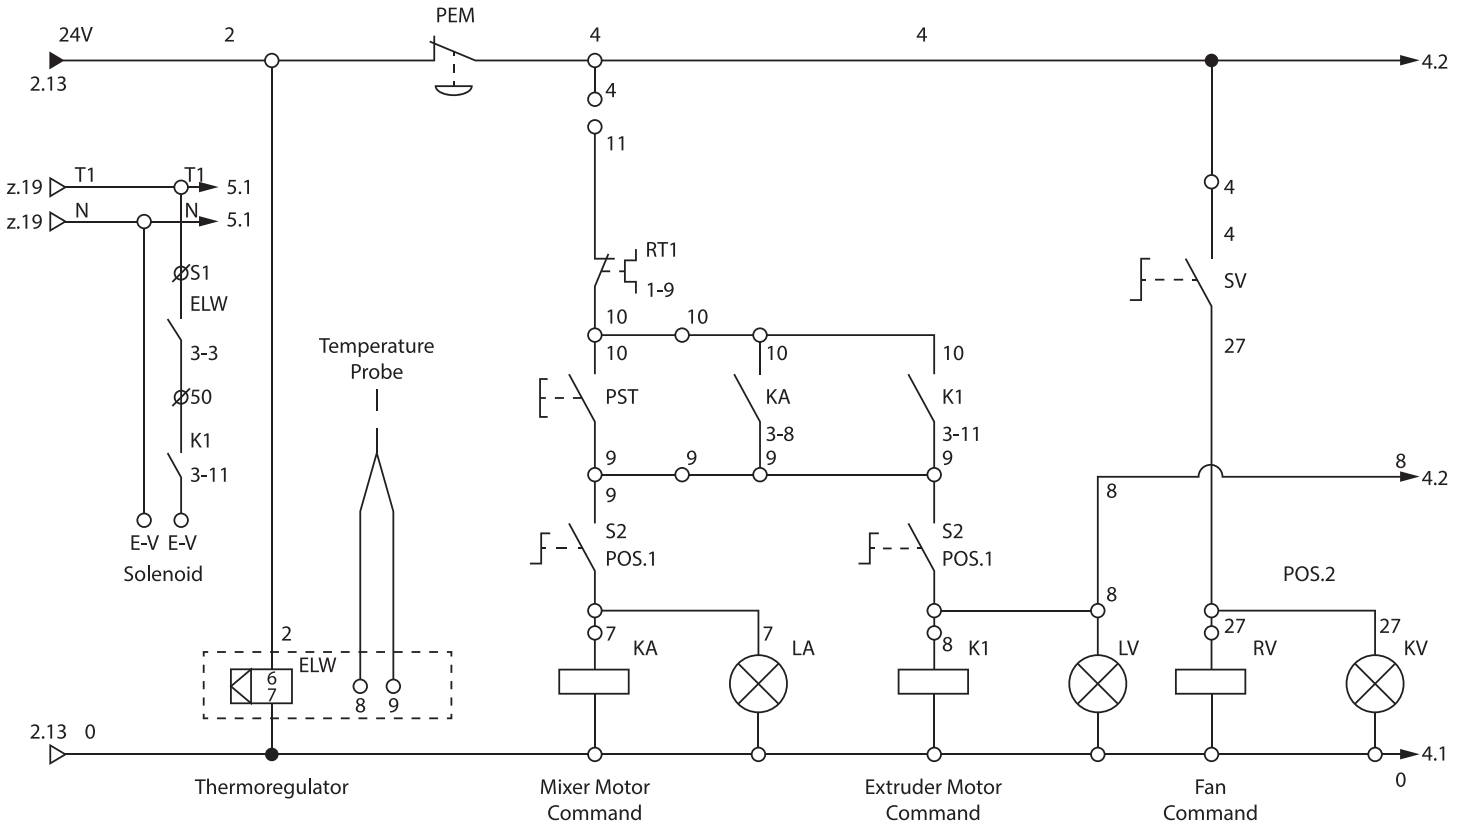 PEM
24V
2
4
4
2.13
4.2
4
11
z.19
T1
T1
5.1
4
z.19
N
N
5.1
4
S1
RT1
SV
ELW
1-9
10
10
27
Temperature
Probe
3-3
10
10
10
50
PST
KA
K1
K1
3-8
3-11
3-11
9
9
9
9
8
4.2
9
8
E-V
E-V
S2
POS.1
S2
POS.1
Solenoid
POS.2
8
2
7
7
8
27
27
ELW
KA
LA
K1
LV
RV
KV
6
7
8
9
2.13
0
4.1
0
Thermoregulator
Mixer Motor
Command
Extruder Motor
Command
Fan
Command